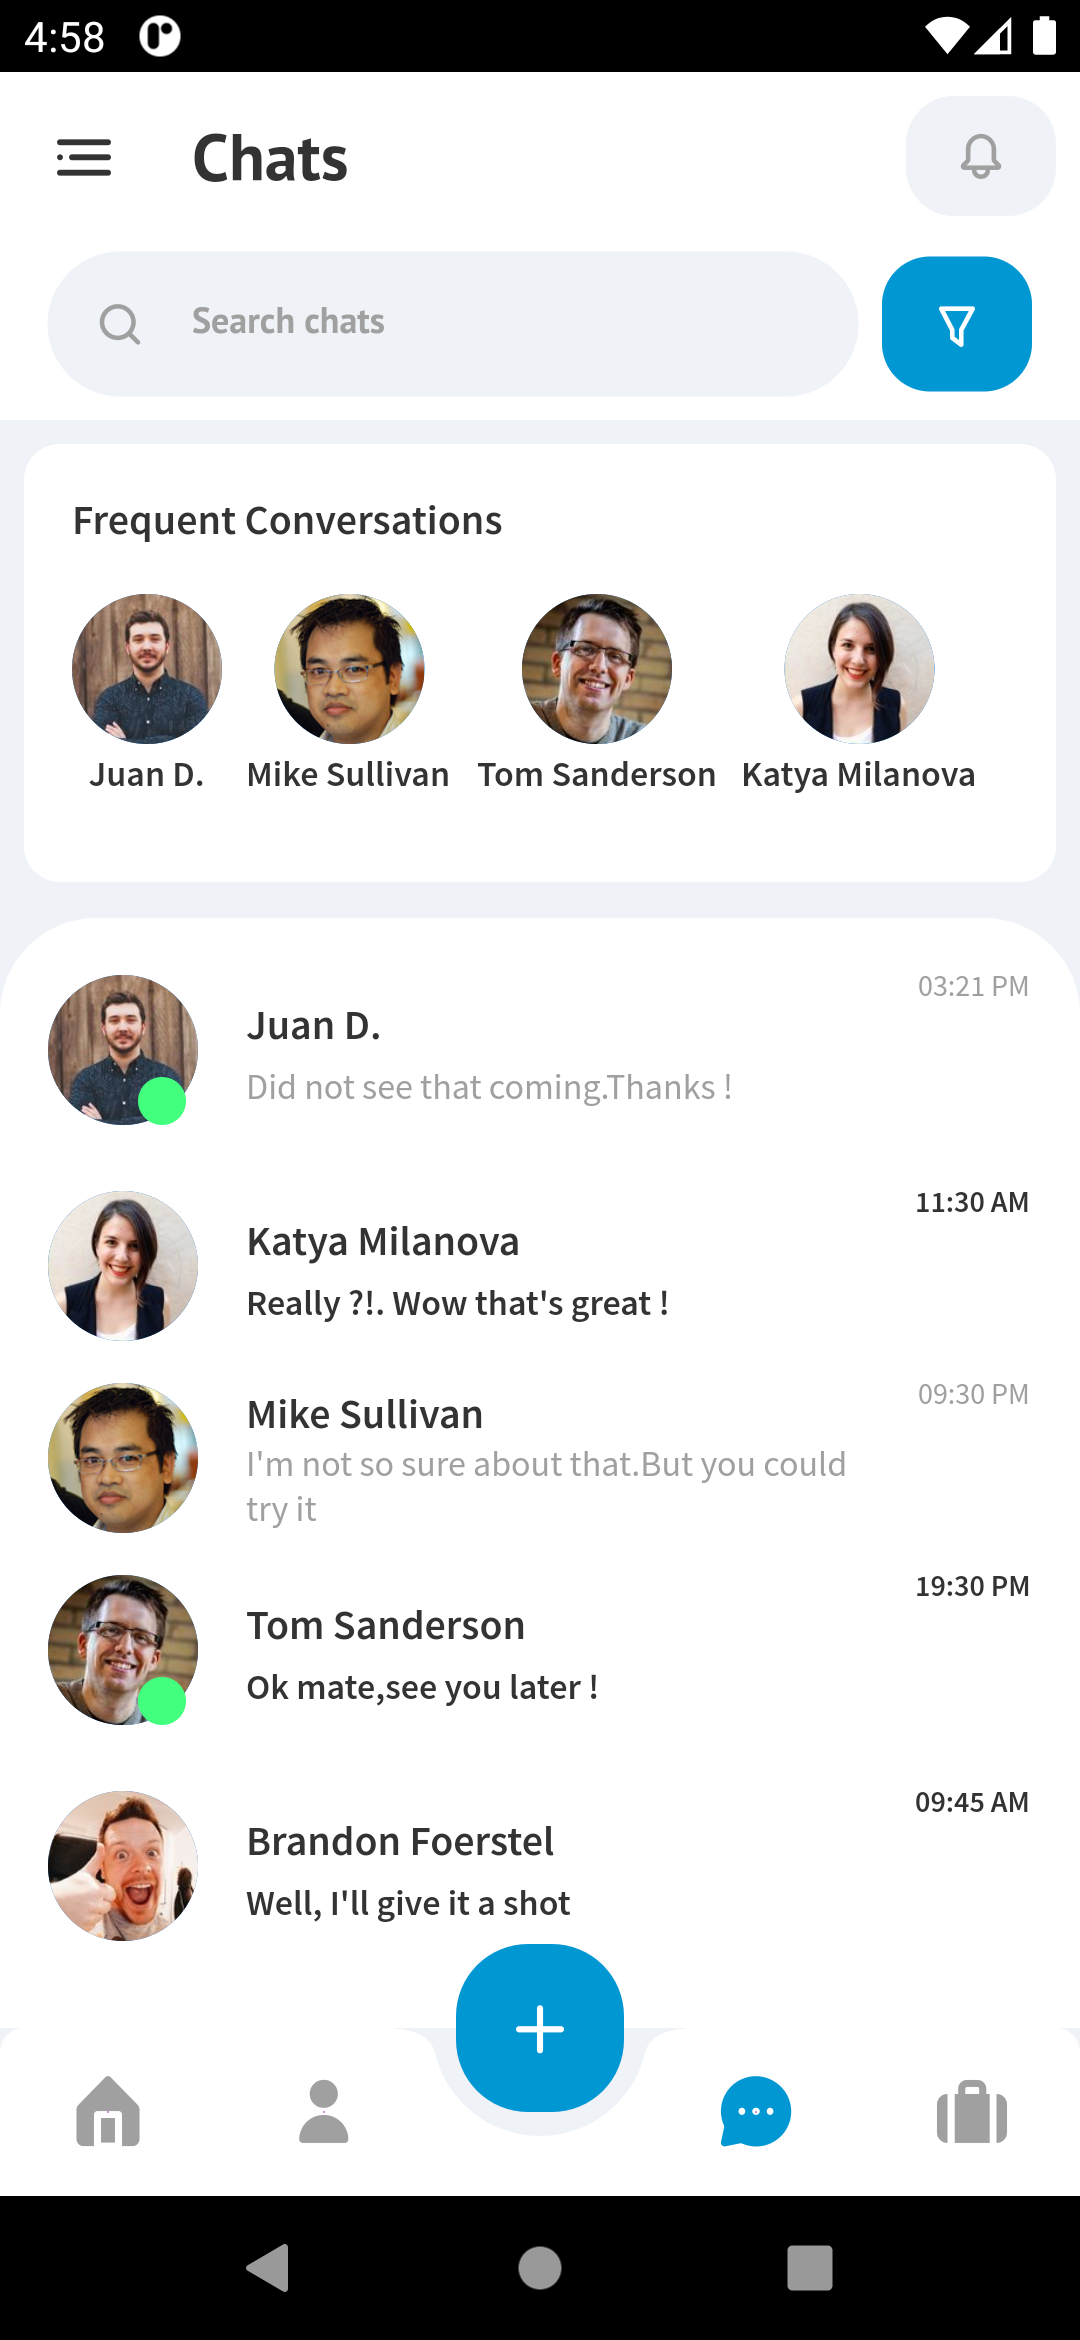 4:58
Chats
Search chats
Frequent Conversations
Juan D.
Mike Sullivan
Tom Sanderson
Katya Milanova
03:21 PM
Juan D.
Did not see that coming.Thanks !
11:30 AM
Katya Milanova
Really ?!. Wow that's great !
09:30 PM
Mike Sullivan
I'm not so sure about that.But you could
try it
19:30 PM
Tom Sanderson
Ok mate,see you later !
09:45 AM
Brandon Foerstel
Well, I'll give it a shot